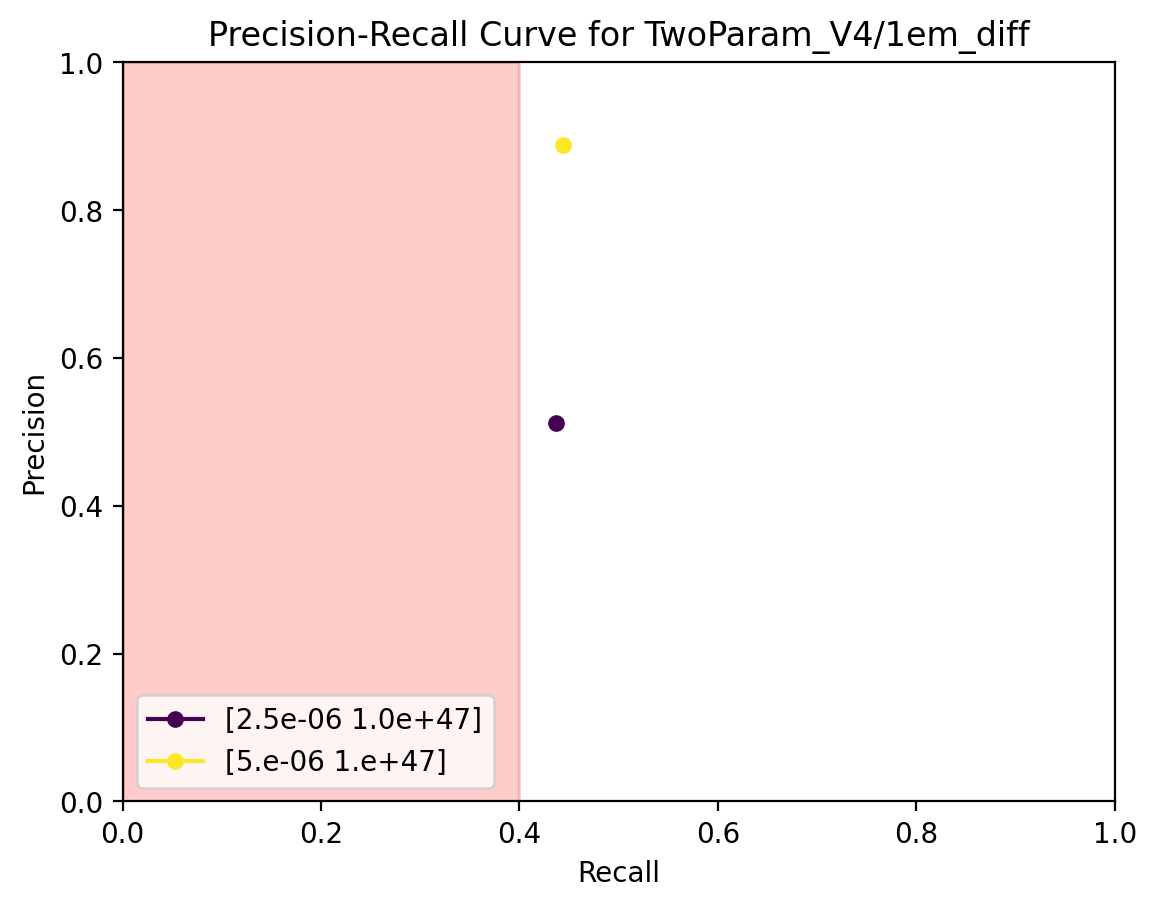 Precision-Recall Curve for TwoParam_V4/1em_diff
1.0
0.8
0.6
0.4
0.2
0.0
Precision
[2.5e-06 1.0e+47]
[5.e-06 1.e+47]
0.0 0.2 0.4 0.6 0.8 1.0
Recall